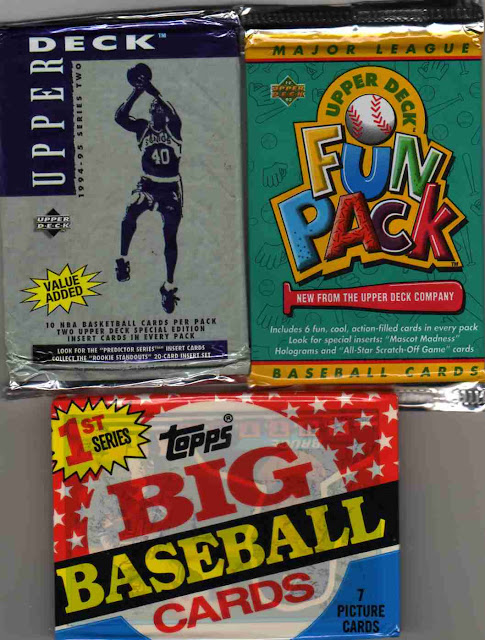 UPPER DECK™
1994-95 SERIES TWO
40
UPPER
DECK
VALUE
ADDED
10 NBA BASKETBALL CARDS PER PACK
TWO UPPER DECK SPECIAL EDITION
INSERT CARDS IN EVERY PACK
LOOK FOR THE "PREDICTOR SERIES" INSERT CARDS
COLLECT THE "ROOKIE STANDOUTS" 20-CARD INSERT SET
MAJOR LEAGUE
UPPER
DECK
UPPER DECK™
FUN
PACK™
NEW FROM THE UPPER DECK COMPANY
Includes 6 fun, cool, action-filled cards in every pack
Look for special inserts; "Mascot Madness"
Holograms and "All-Star Scratch-Off Game" cards
BASEBALL CARDS
1ST
SERIES
Topps®
BIG
BASEBALL
CARDS
7
PICTURE
CARDS